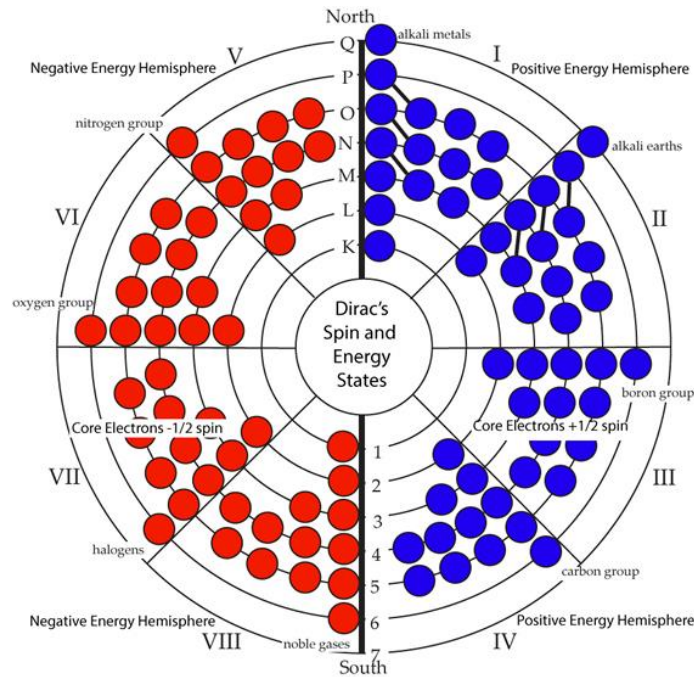 North
Q
alkali metals
V
I
Negative Energy Hemisphere
P
Positive Energy Hemisphere
O
nitrogen group
N
alkali earths
M
VI
L
II
K
oxygen group
Dirac's
Spin and
Energy
States
boron group
Core Electrons -1/2 spin
Core Electrons +1/2 spin
1
VII
2
III
3
halogens
4
carbon group
5
Negative Energy Hemisphere
6
Positive Energy Hemisphere
VIII
noble gases
IV
7
South